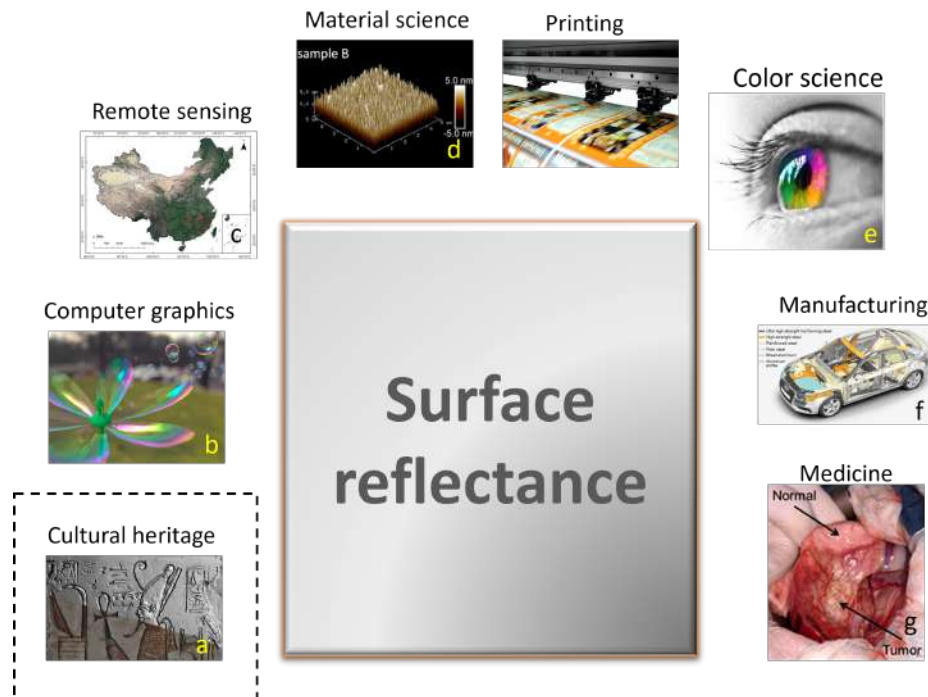 Material science
Printing
sample B
5.0 nm
-5.0 nm
d
Color science
e
Remote sensing
c
Computer graphics
b
Surface
reflectance
Manufacturing
f
Medicine
Normal
g
Tumor
Cultural heritage
a